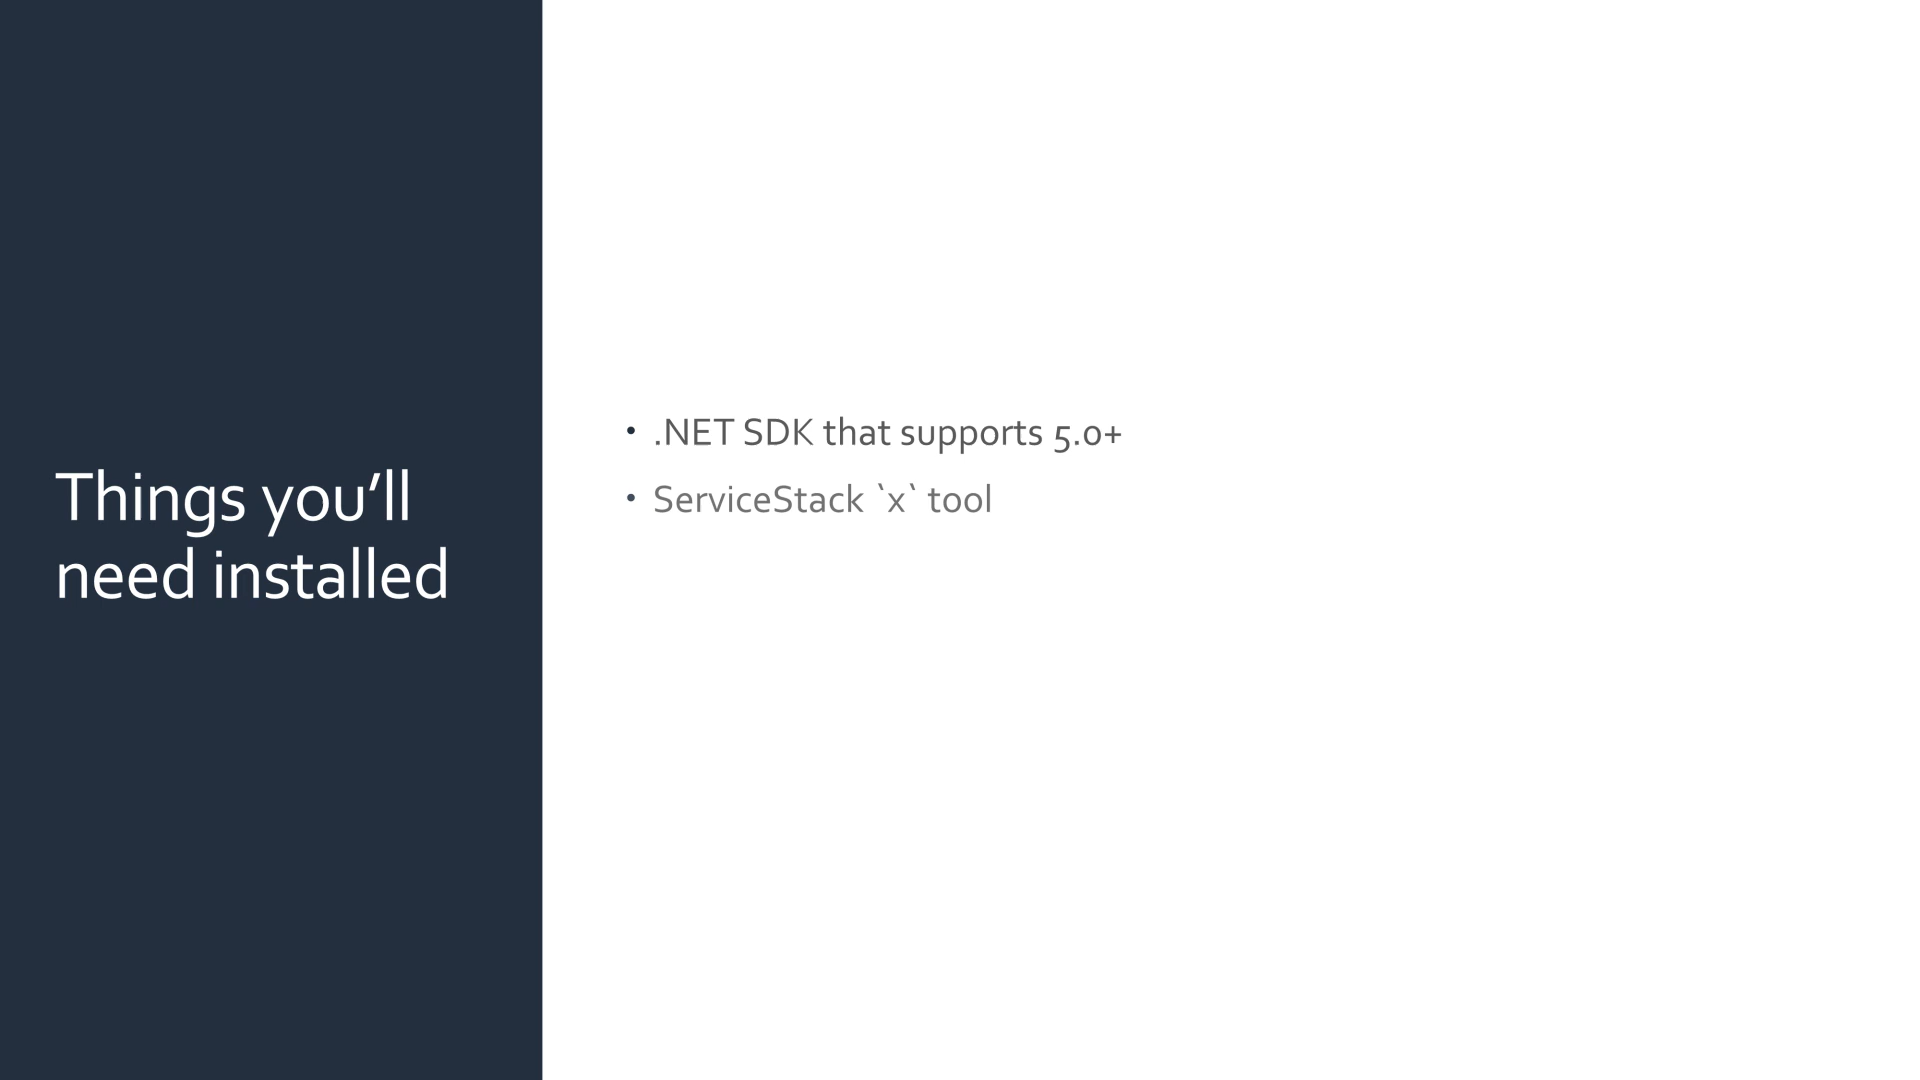 Things you’ll
need installed
• .NET SDK that supports 5.0+
• ServiceStack `x` tool